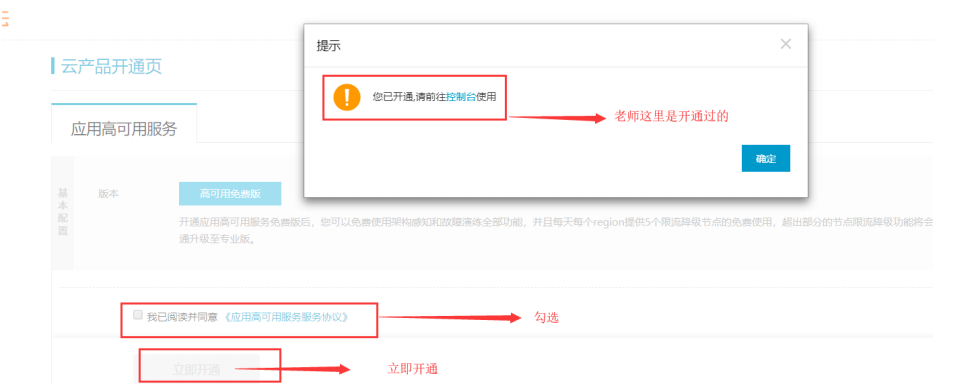 提示
云产品开通页
您已开通,请前往控制台使用
老师这里是开通过的
应用高可用服务
确定
基本配置
版本
高可用免费版
开通应用高可用服务免费版后，您可以免费使用架构感知和故障演练全部功能，并且每天每个region提供5个限流降级节点的免费使用，超出部分的节点限流降级功能将会
通升级至专业版。
我已阅读并同意 《应用高可用服务服务协议》
勾选
立即开通
立即开通